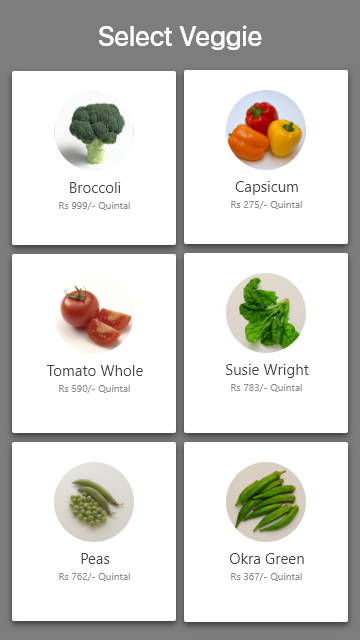 Select Veggie
Broccoli
Rs 999/- Quintal
Capsicum
Rs 275/- Quintal
Tomato Whole
Rs 590/- Quintal
Susie Wright
Rs 783/- Quintal
Peas
Rs 762/- Quintal
Okra Green
Rs 367/- Quintal